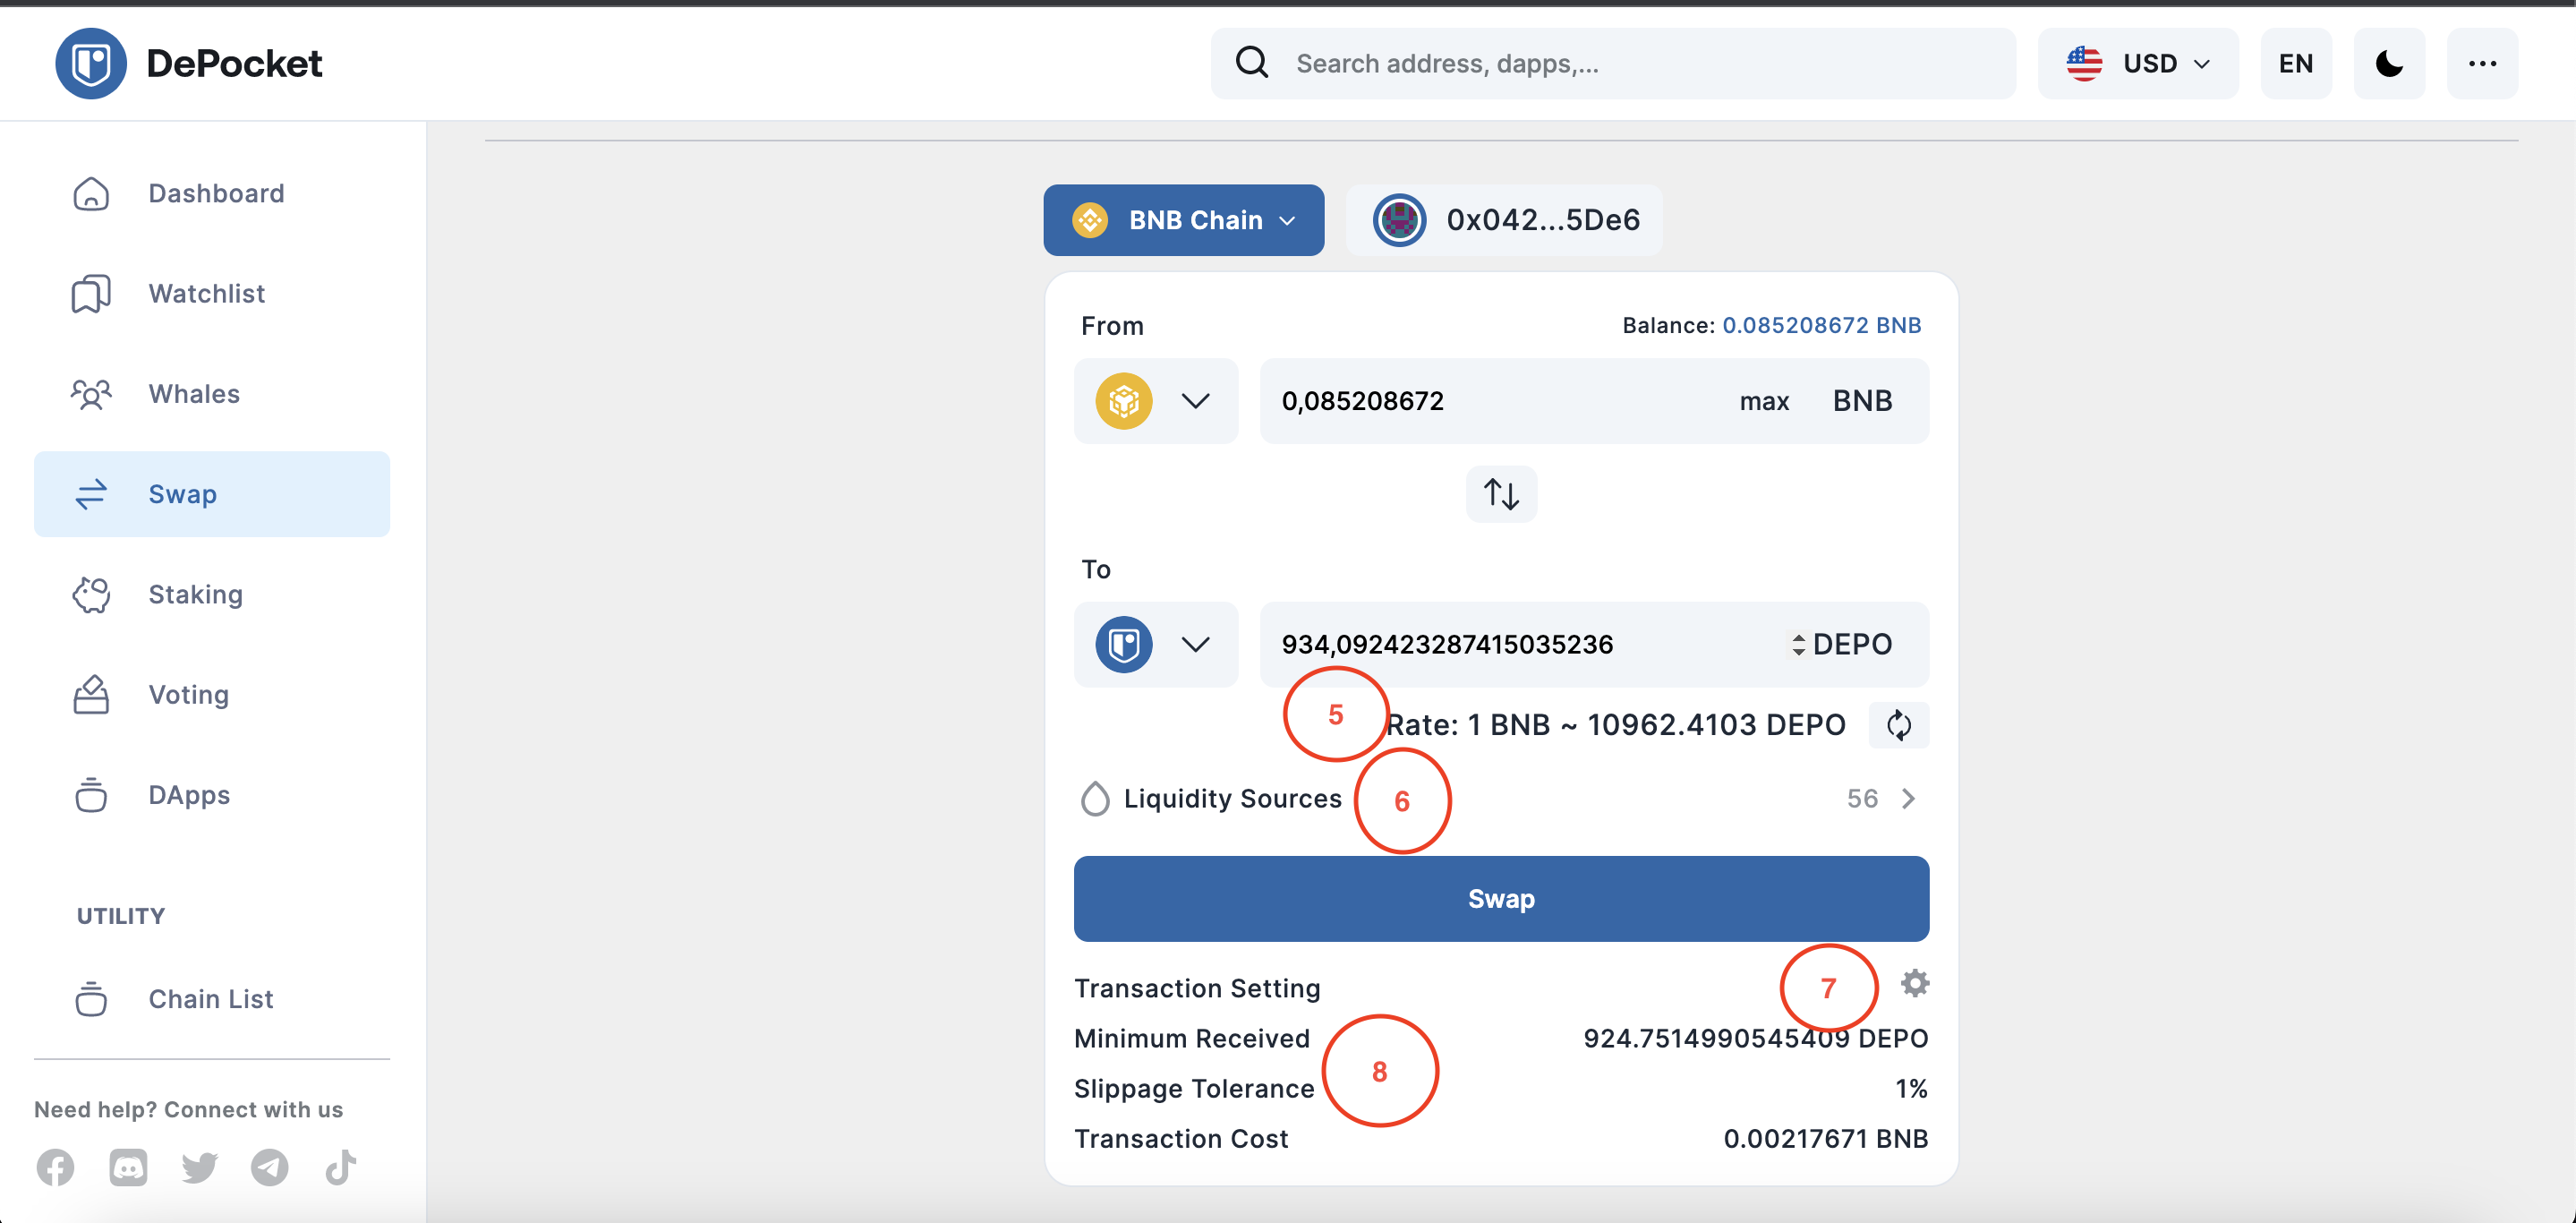 DePocket
Search address, dapps,...
USD
EN
Dashboard
Watchlist
Whales
Swap
Staking
Voting
DApps
UTILITY
Chain List
Need help? Connect with us
BNB Chain
0x042...5De6
From
Balance: 0.085208672 BNB
0,085208672
max
BNB
To
934,092423287415035236
DEPO
5
Rate: 1 BNB ~ 10962.4103 DEPO
Liquidity Sources
6
56
Swap
Transaction Setting
7
Minimum Received
924.7514990545409 DEPO
8
Slippage Tolerance
1%
Transaction Cost
0.00217671 BNB